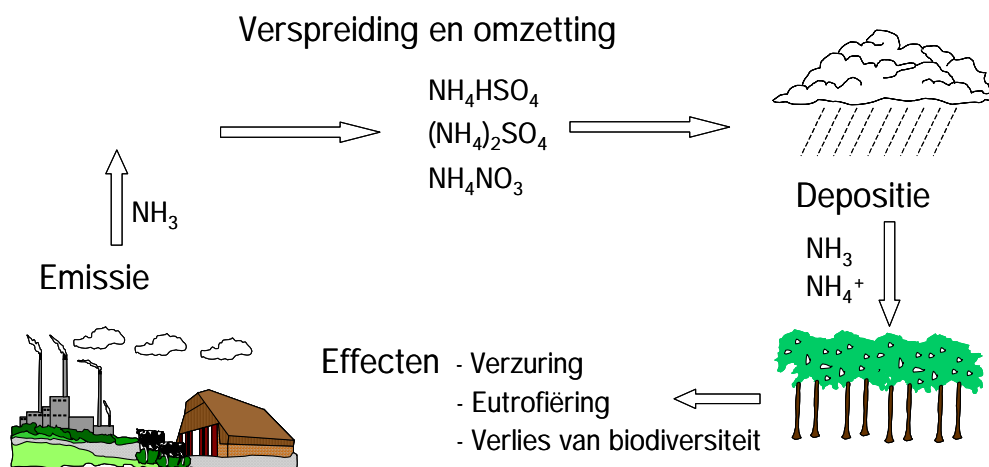 Verspreiding en omzetting
NH₄HSO₄
(NH₄)₂SO₄
NH₄NO₃
NH₃
Emissie
Depositie
NH₃
NH₄⁺
Effecten - Verzuring
- Eutrofiëring
- Verlies van biodiversiteit